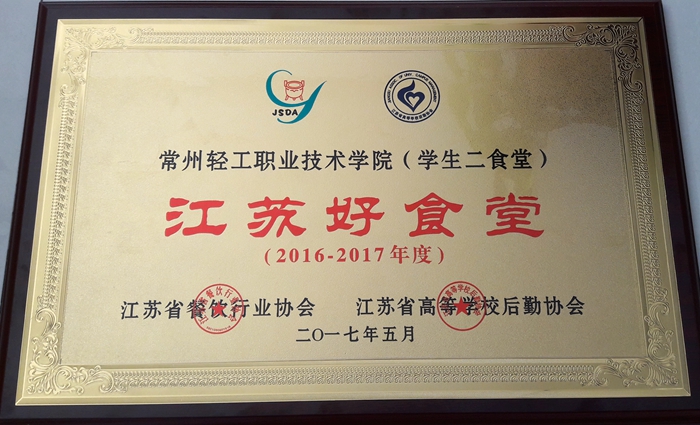 JSDA
常州轻工职业技术学院（学生二食堂）
江苏好食堂
（2016-2017年度）
江苏省餐饮行业协会 江苏省高等学校后勤协会
二〇一七年五月